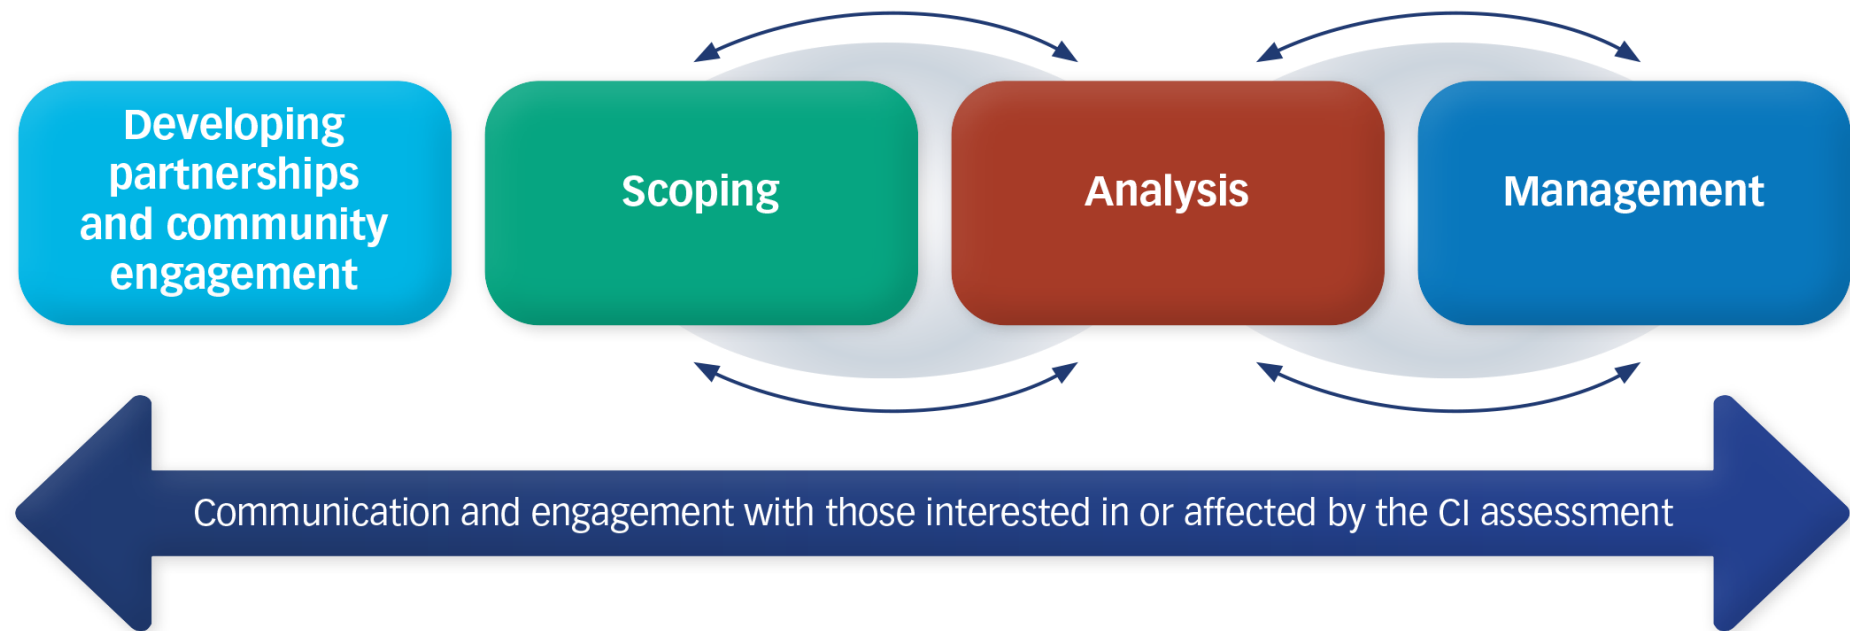 Developing
partnerships
and community
engagement
Scoping
Analysis
Management
Communication and engagement with those interested in or affected by the CI assessment